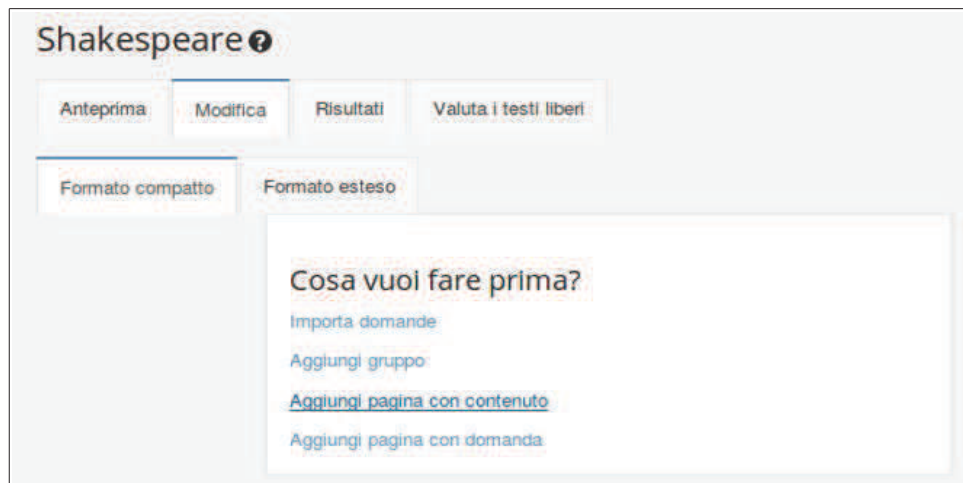 Shakespeare
Anteprima Modifica Risultati Valuta i testi liberi
Formato compatto Formato esteso
Cosa vuoi fare prima?
Importa domande
Aggiungi gruppo
Aggiungi pagina con contenuto
Aggiungi pagina con domanda